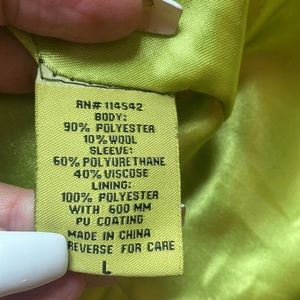 RN# 114542
BODY:
90% POLYESTER
10% WOOL
SLEEVE:
60% POLYURETHANE
40% VISCOSE
LINING:
100% POLYESTER
WITH 600 MM
PU COATING
MADE IN CHINA
REVERSE FOR CARE
L